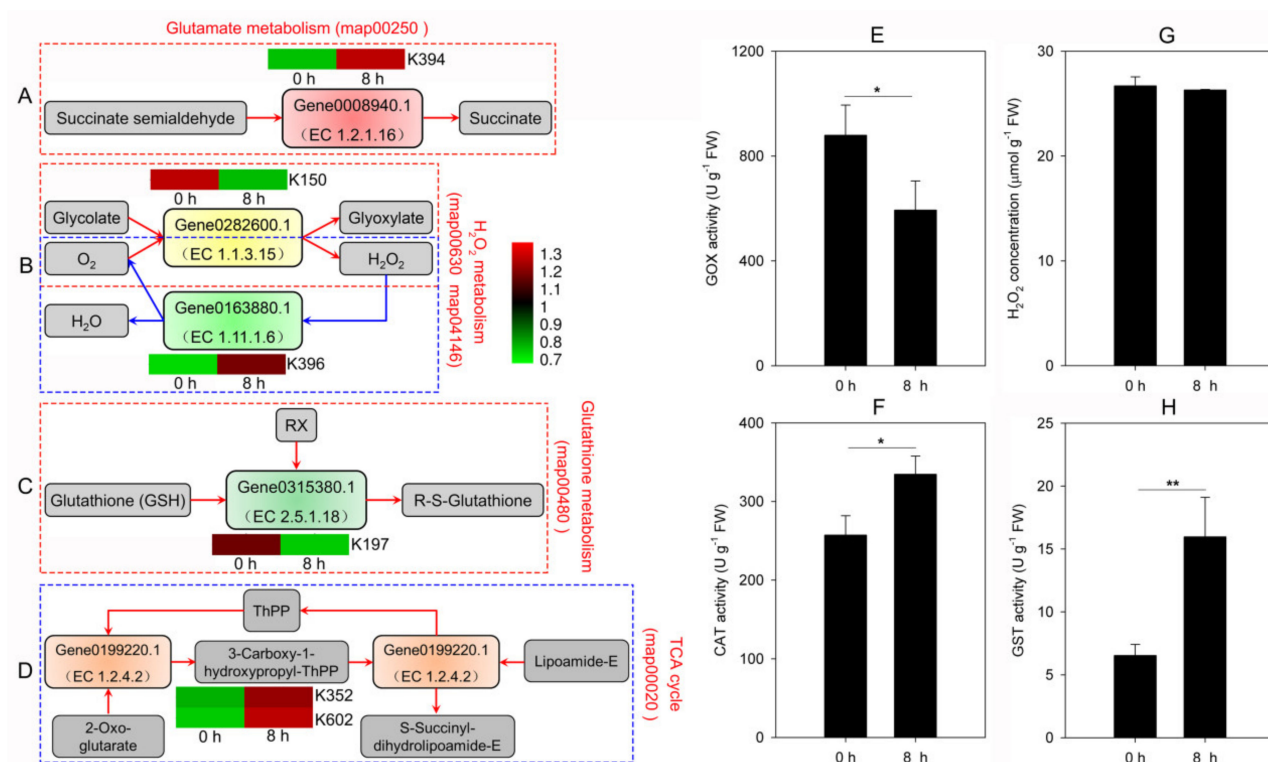 Glutamate metabolism (map00250 )
A
K394
0 h
8 h
Succinate semialdehyde
Gene0008940.1
(EC 1.2.1.16)
Succinate
B
K150
0 h
8 h
Glycolate
Gene0282600.1
(EC 1.1.3.15)
Glyoxylate
O₂
H₂O₂
H₂O
Gene0163880.1
(EC 1.11.1.6)
K396
0 h
8 h
H₂O₂ metabolism
(map00630 map04146)
1.3
1.2
1.1
1
0.9
0.8
0.7
C
RX
Glutathione (GSH)
Gene0315380.1
(EC 2.5.1.18)
R-S-Glutathione
K197
0 h
8 h
Glutathione metabolism
(map00480 )
D
ThPP
Gene0199220.1
(EC 1.2.4.2)
3-Carboxy-1-
hydroxypropyl-ThPP
Gene0199220.1
(EC 1.2.4.2)
Lipoamide-E
K352
K602
0 h
8 h
2-Oxo-
glutarate
S-Succinyl-
dihydrolipoamide-E
TCA cycle
(map00020 )
E
GOX activity (U g⁻¹ FW)
1200
800
400
0
*
0 h
8 h
F
CAT activity (U g⁻¹ FW)
400
300
200
100
0
*
0 h
8 h
G
H₂O₂ concentration (μmol g⁻¹ FW)
30
20
10
0
0 h
8 h
H
GST activity (U g⁻¹ FW)
25
20
15
10
5
0
**
0 h
8 h